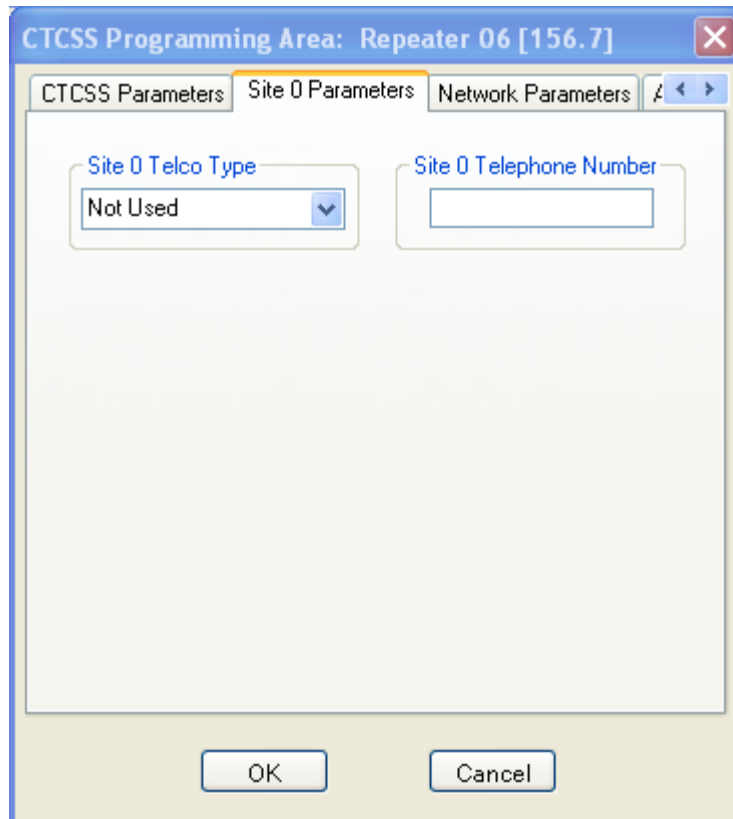 CTCSS Programming Area: Repeater 06 [156.7]
CTCSS Parameters Site 0 Parameters Network Parameters
Site 0 Telco Type Site 0 Telephone Number
Not Used
OK Cancel